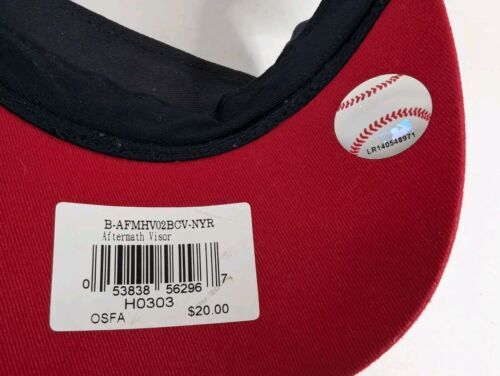 LR140548971
B-AFMHV02BCV-NYR
Aftermath Visor
0 53838 56296 7
H0303
OSFA $20.00